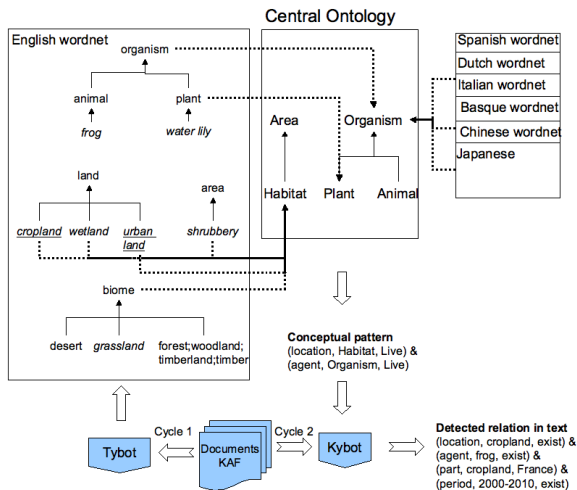 Central Ontology
English wordnet
organism
animal
plant
frog
water lily
land
area
cropland
wetland
urban
land
shrubbery
biome
desert
grassland
forest;woodland;
timberland;timber
Area
Organism
Habitat
Plant
Animal
Spanish wordnet
Dutch wordnet
Italian wordnet
Basque wordnet
Chinese wordnet
Japanese
Conceptual pattern
(location, Habitat, Live) &
(agent, Organism, Live)
Tybot
Cycle 1
Documents
KAF
Cycle 2
Kybot
Detected relation in text
(location, cropland, exist) &
(agent, frog, exist) &
(part, cropland, France) &
(period, 2000-2010, exist)